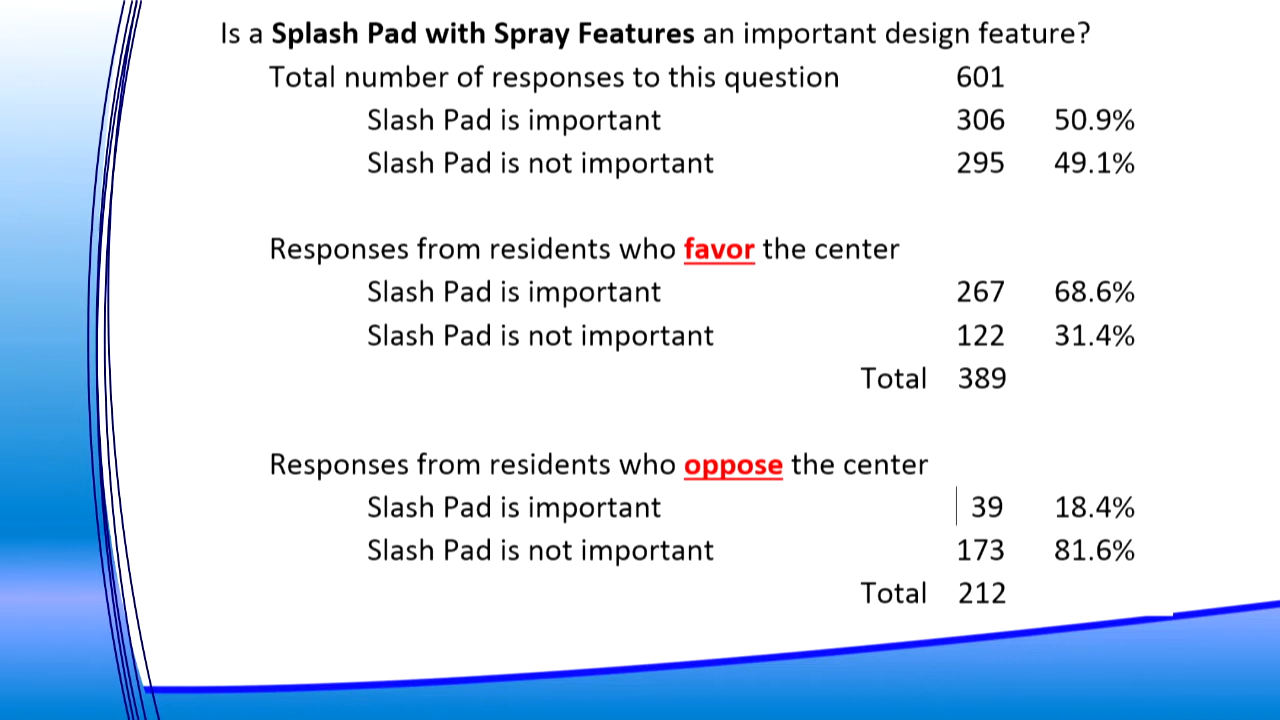 Is a Splash Pad with Spray Features an important design feature?
Total number of responses to this question 601
Slash Pad is important 306 50.9%
Slash Pad is not important 295 49.1%
Responses from residents who favor the center
Slash Pad is important 267 68.6%
Slash Pad is not important 122 31.4%
Total 389
Responses from residents who oppose the center
Slash Pad is important 39 18.4%
Slash Pad is not important 173 81.6%
Total 212